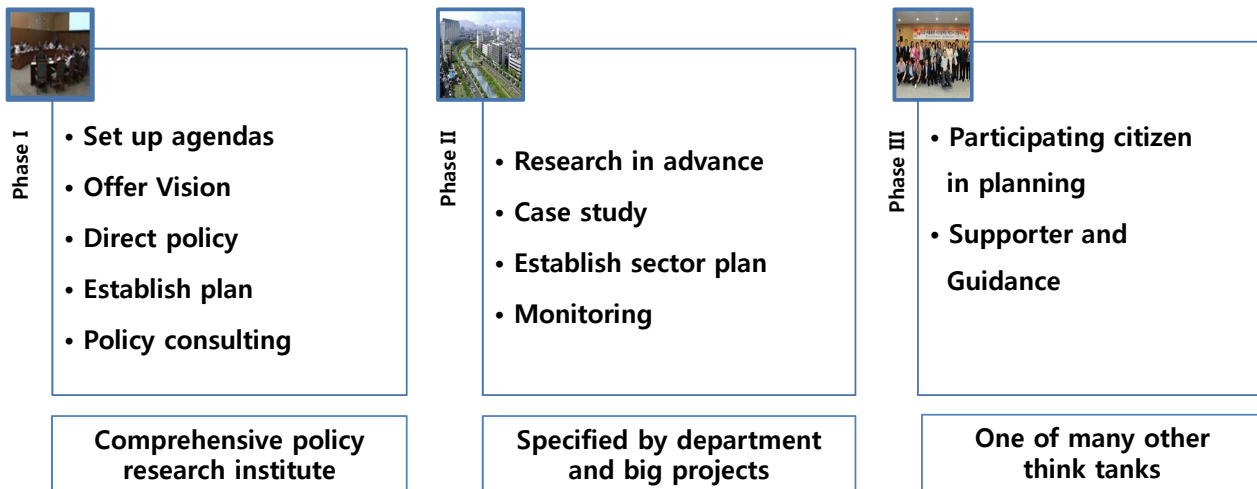 Phase Ⅰ
• Set up agendas
• Offer Vision
• Direct policy
• Establish plan
• Policy consulting
Comprehensive policy
research institute
Phase Ⅱ
• Research in advance
• Case study
• Establish sector plan
• Monitoring
Specified by department
and big projects
Phase Ⅲ
• Participating citizen
in planning
• Supporter and
Guidance
One of many other
think tanks